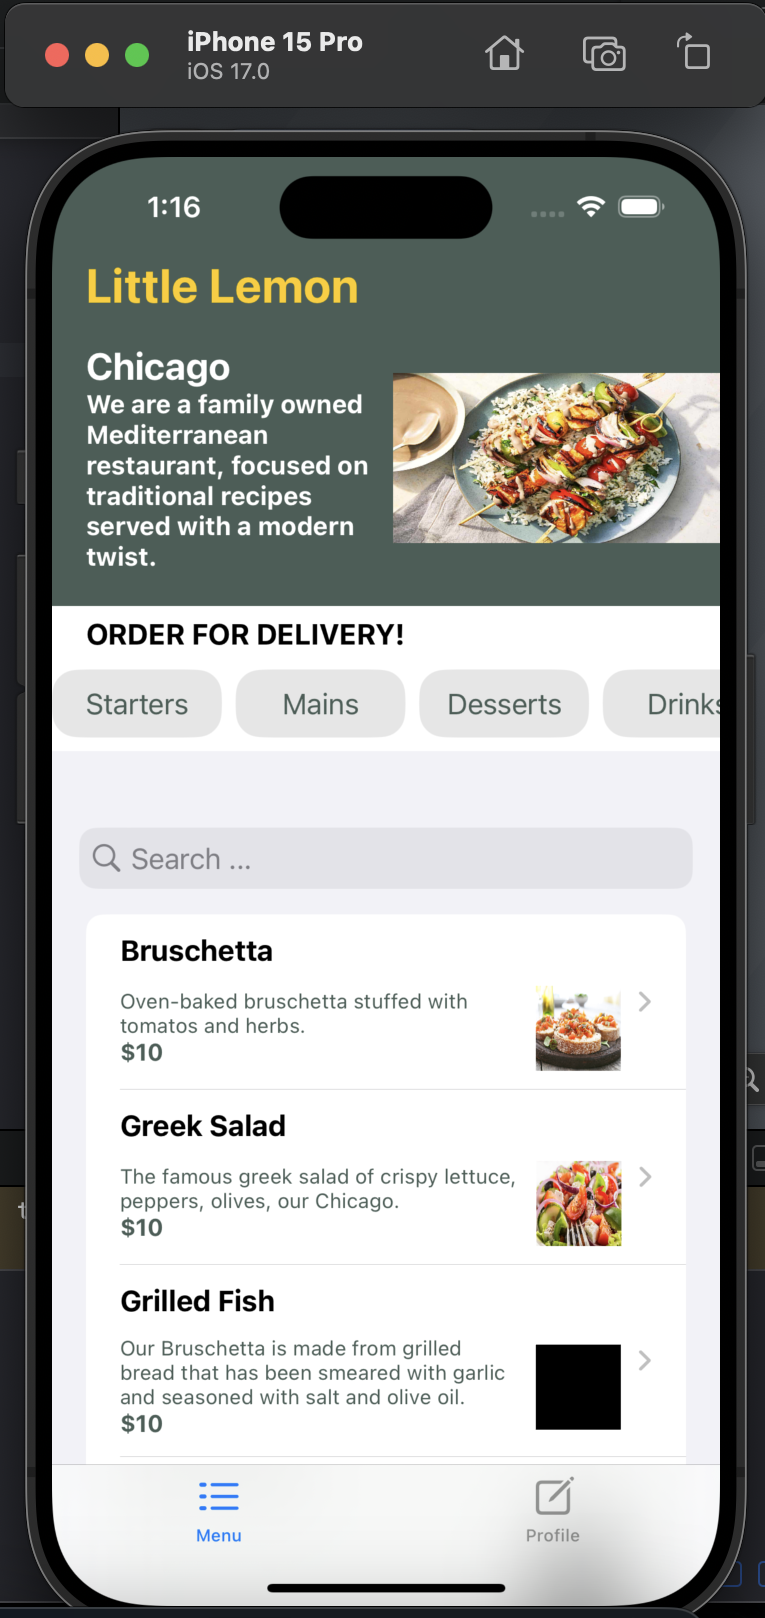 iPhone 15 Pro
iOS 17.0
1:16
Little Lemon
Chicago
We are a family owned
Mediterranean
restaurant, focused on
traditional recipes
served with a modern
twist.
ORDER FOR DELIVERY!
Starters Mains Desserts Drinks
Search ...
Bruschetta
Oven-baked bruschetta stuffed with
tomatos and herbs.
$10
Greek Salad
The famous greek salad of crispy lettuce,
peppers, olives, our Chicago.
$10
Grilled Fish
Our Bruschetta is made from grilled
bread that has been smeared with garlic
and seasoned with salt and olive oil.
$10
Menu Profile